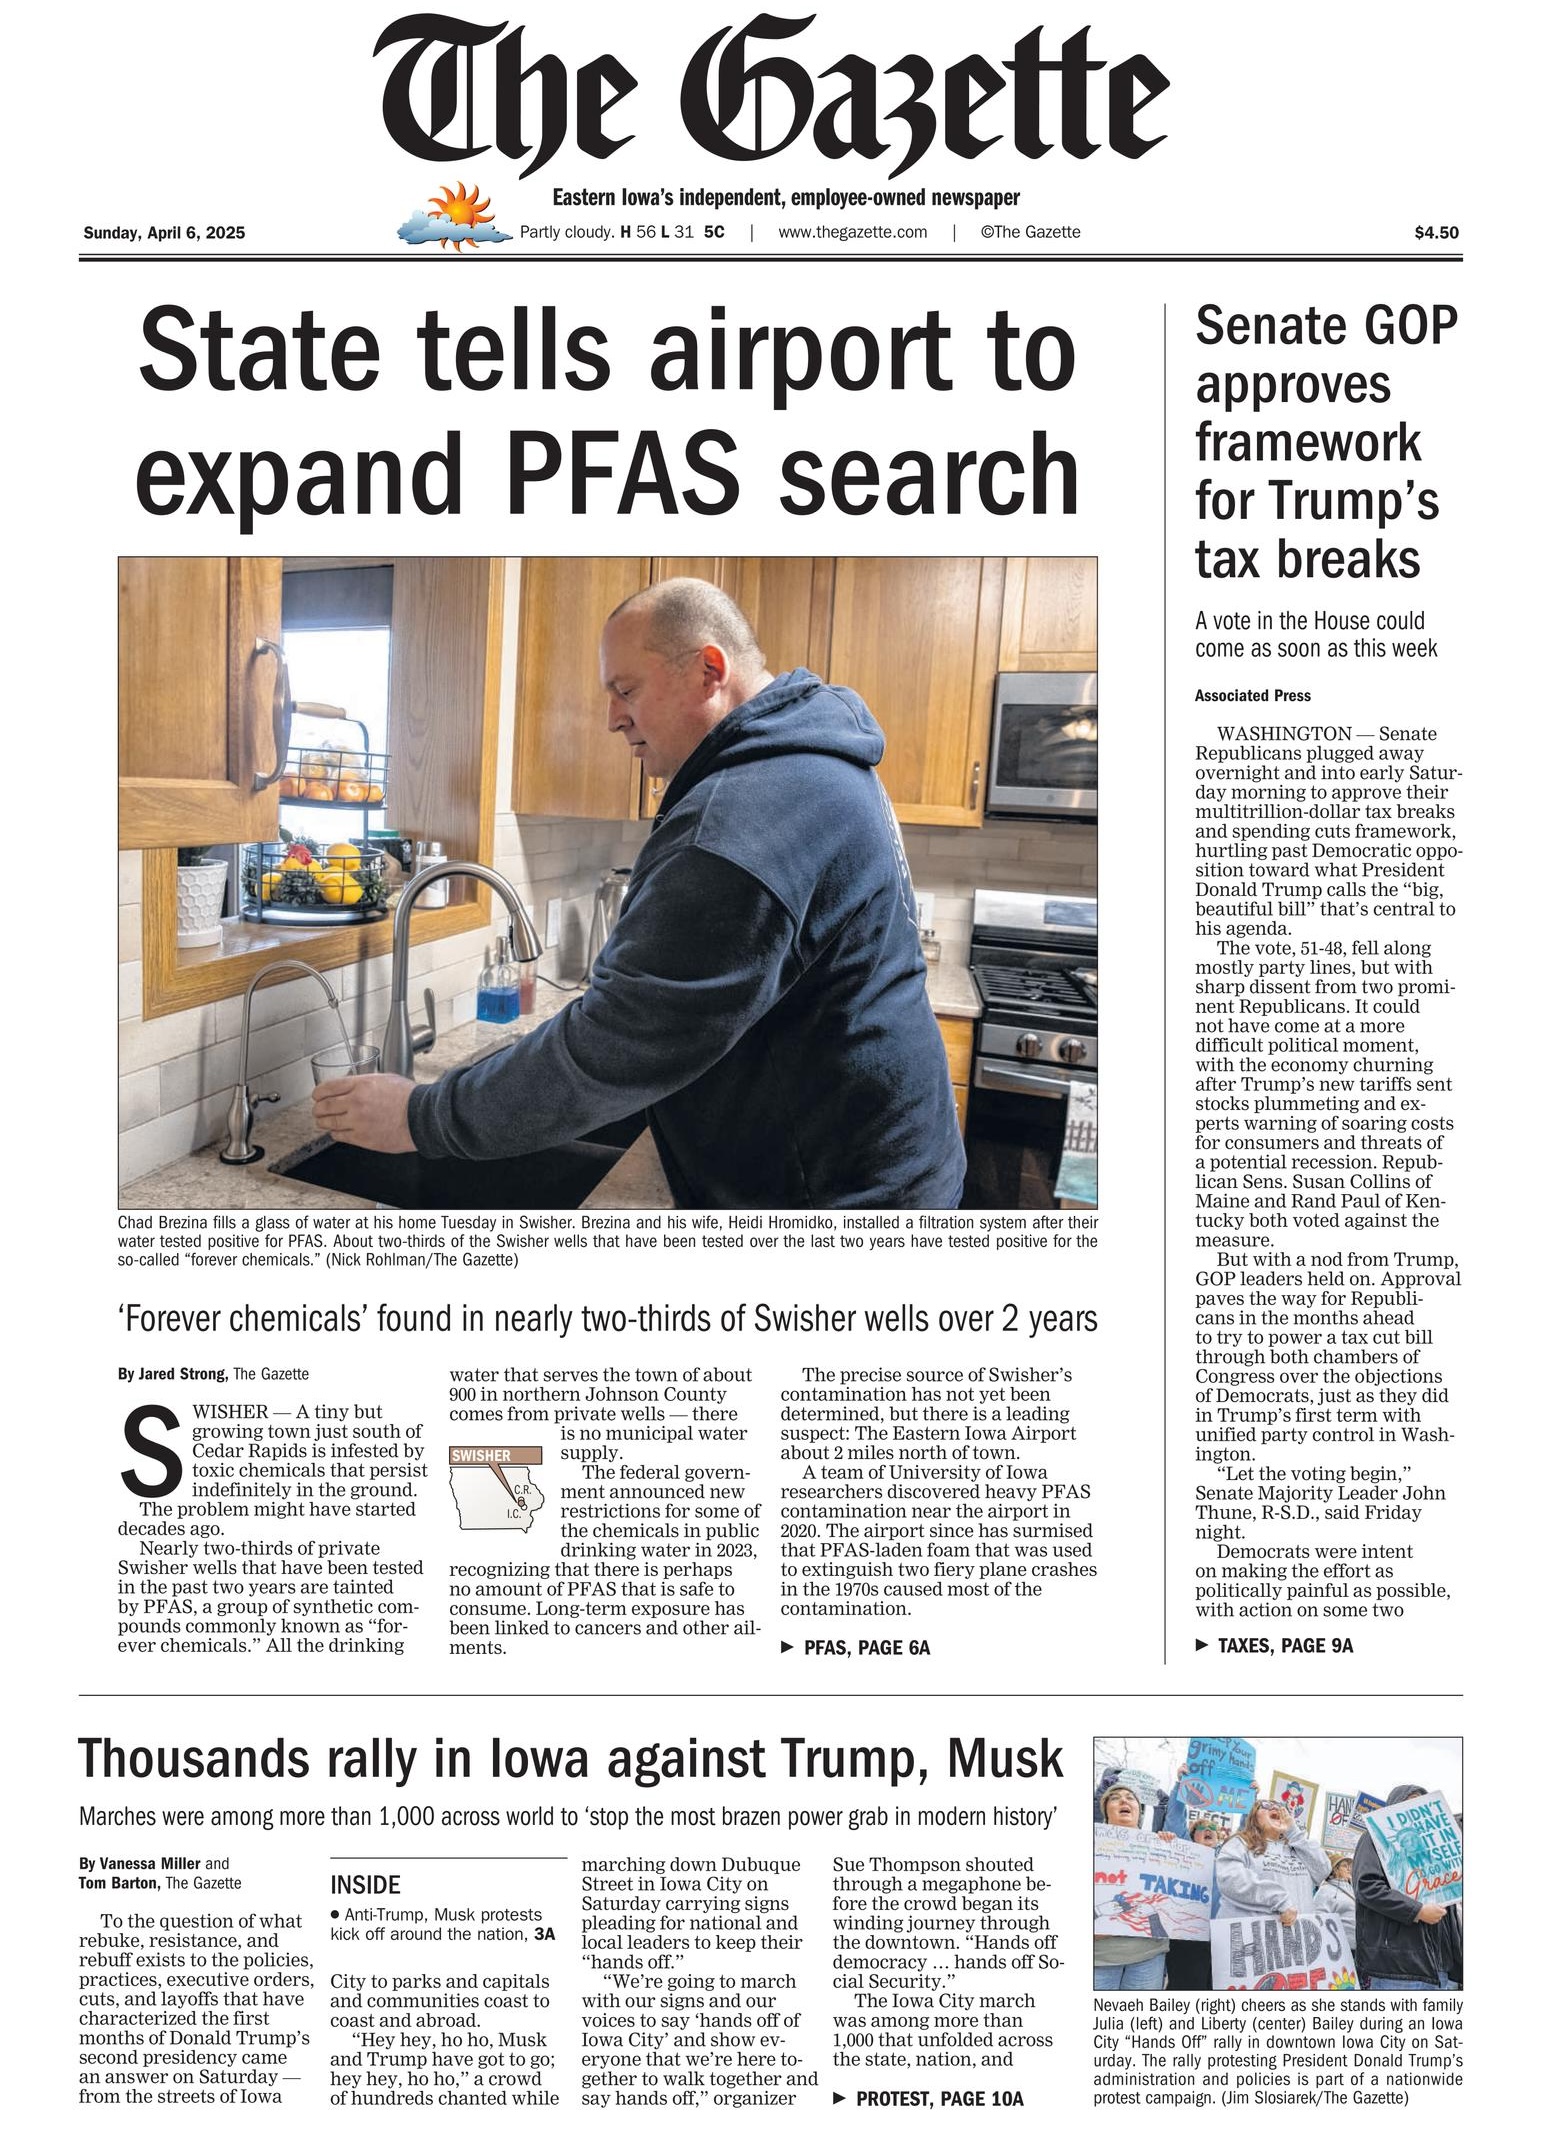 The Gazette
Eastern Iowa's independent, employee-owned newspaper
Sunday, April 6, 2025
Partly cloudy. H 56 L 31 5C | www.thegazette.com | ©The Gazette
$4.50
State tells airport to
expand PFAS search
Chad Brezina fills a glass of water at his home Tuesday in Swisher. Brezina and his wife, Heidi Hromidko, installed a filtration system after their
water tested positive for PFAS. About two-thirds of the Swisher wells that have been tested over the last two years have tested positive for the
so-called “forever chemicals.” (Nick Rohlman/The Gazette)
‘Forever chemicals’ found in nearly two-thirds of Swisher wells over 2 years
By Jared Strong, The Gazette
SWISHER — A tiny but
growing town just south of
Cedar Rapids is infested by
toxic chemicals that persist
indefinitely in the ground.
The problem might have started
decades ago.
Nearly two-thirds of private
Swisher wells that have been tested
in the past two years are tainted
by PFAS, a group of synthetic com-
pounds commonly known as “for-
ever chemicals.” All the drinking
water that serves the town of about
900 in northern Johnson County
comes from private wells — there
is no municipal water
supply.
SWISHER
C.R.
I.C.
The federal govern-
ment announced new
restrictions for some of
the chemicals in public
drinking water in 2023,
recognizing that there is perhaps
no amount of PFAS that is safe to
consume. Long-term exposure has
been linked to cancers and other ail-
ments.
The precise source of Swisher's
contamination has not yet been
determined, but there is a leading
suspect: The Eastern Iowa Airport
about 2 miles north of town.
A team of University of Iowa
researchers discovered heavy PFAS
contamination near the airport in
2020. The airport since has surmised
that PFAS-laden foam that was used
to extinguish two fiery plane crashes
in the 1970s caused most of the
contamination.
► PFAS, PAGE 6A
Senate GOP
approves
framework
for Trump's
tax breaks
A vote in the House could
come as soon as this week
Associated Press
WASHINGTON — Senate
Republicans plugged away
overnight and into early Satur-
day morning to approve their
multitrillion-dollar tax breaks
and spending cuts framework,
hurtling past Democratic oppo-
sition toward what President
Donald Trump calls the “big,
beautiful bill” that's central to
his agenda.
The vote, 51-48, fell along
mostly party lines, but with
sharp dissent from two promi-
nent Republicans. It could
not have come at a more
difficult political moment,
with the economy churning
after Trump's new tariffs sent
stocks plummeting and ex-
perts warning of soaring costs
for consumers and threats of
a potential recession. Repub-
lican Sens. Susan Collins of
Maine and Rand Paul of Ken-
tucky both voted against the
measure.
But with a nod from Trump,
GOP leaders held on. Approval
paves the way for Republi-
cans in the months ahead
to try to power a tax cut bill
through both chambers of
Congress over the objections
of Democrats, just as they did
in Trump's first term with
unified party control in Wash-
ington.
“Let the voting begin,”
Senate Majority Leader John
Thune, R-S.D., said Friday
night.
Democrats were intent
on making the effort as
politically painful as possible,
with action on some two
► TAXES, PAGE 9A
Thousands rally in Iowa against Trump, Musk
Marches were among more than 1,000 across world to ‘stop the most brazen power grab in modern history’
By Vanessa Miller and
Tom Barton, The Gazette
To the question of what
rebuke, resistance, and
rebuff exists to the policies,
practices, executive orders,
cuts, and layoffs that have
characterized the first
months of Donald Trump's
second presidency came
an answer on Saturday —
from the streets of Iowa
INSIDE
● Anti-Trump, Musk protests
kick off around the nation, 3A
City to parks and capitals
and communities coast to
coast and abroad.
“Hey hey, ho ho, Musk
and Trump have got to go;
hey hey, ho ho,” a crowd
of hundreds chanted while
marching down Dubuque
Street in Iowa City on
Saturday carrying signs
pleading for national and
local leaders to keep their
“hands off.”
“We're going to march
with our signs and our
voices to say ‘hands off of
Iowa City’ and show ev-
eryone that we're here to-
gether to walk together and
say hands off,” organizer
Sue Thompson shouted
through a megaphone be-
fore the crowd began its
winding journey through
the downtown. “Hands off
democracy … hands off So-
cial Security.”
The Iowa City march
was among more than
1,000 that unfolded across
the state, nation, and
► PROTEST, PAGE 10A
your
grimy hands
off
ME
ELECT
not TAKING
HAND'S
I DIDN'T
HAVE
IT IN
MYSELF
TO GO WITH
Grace
Nevaeh Bailey (right) cheers as she stands with family
Julia (left) and Liberty (center) Bailey during an Iowa
City “Hands Off” rally in downtown Iowa City on Sat-
urday. The rally protesting President Donald Trump's
administration and policies is part of a nationwide
protest campaign. (Jim Slosiarek/The Gazette)